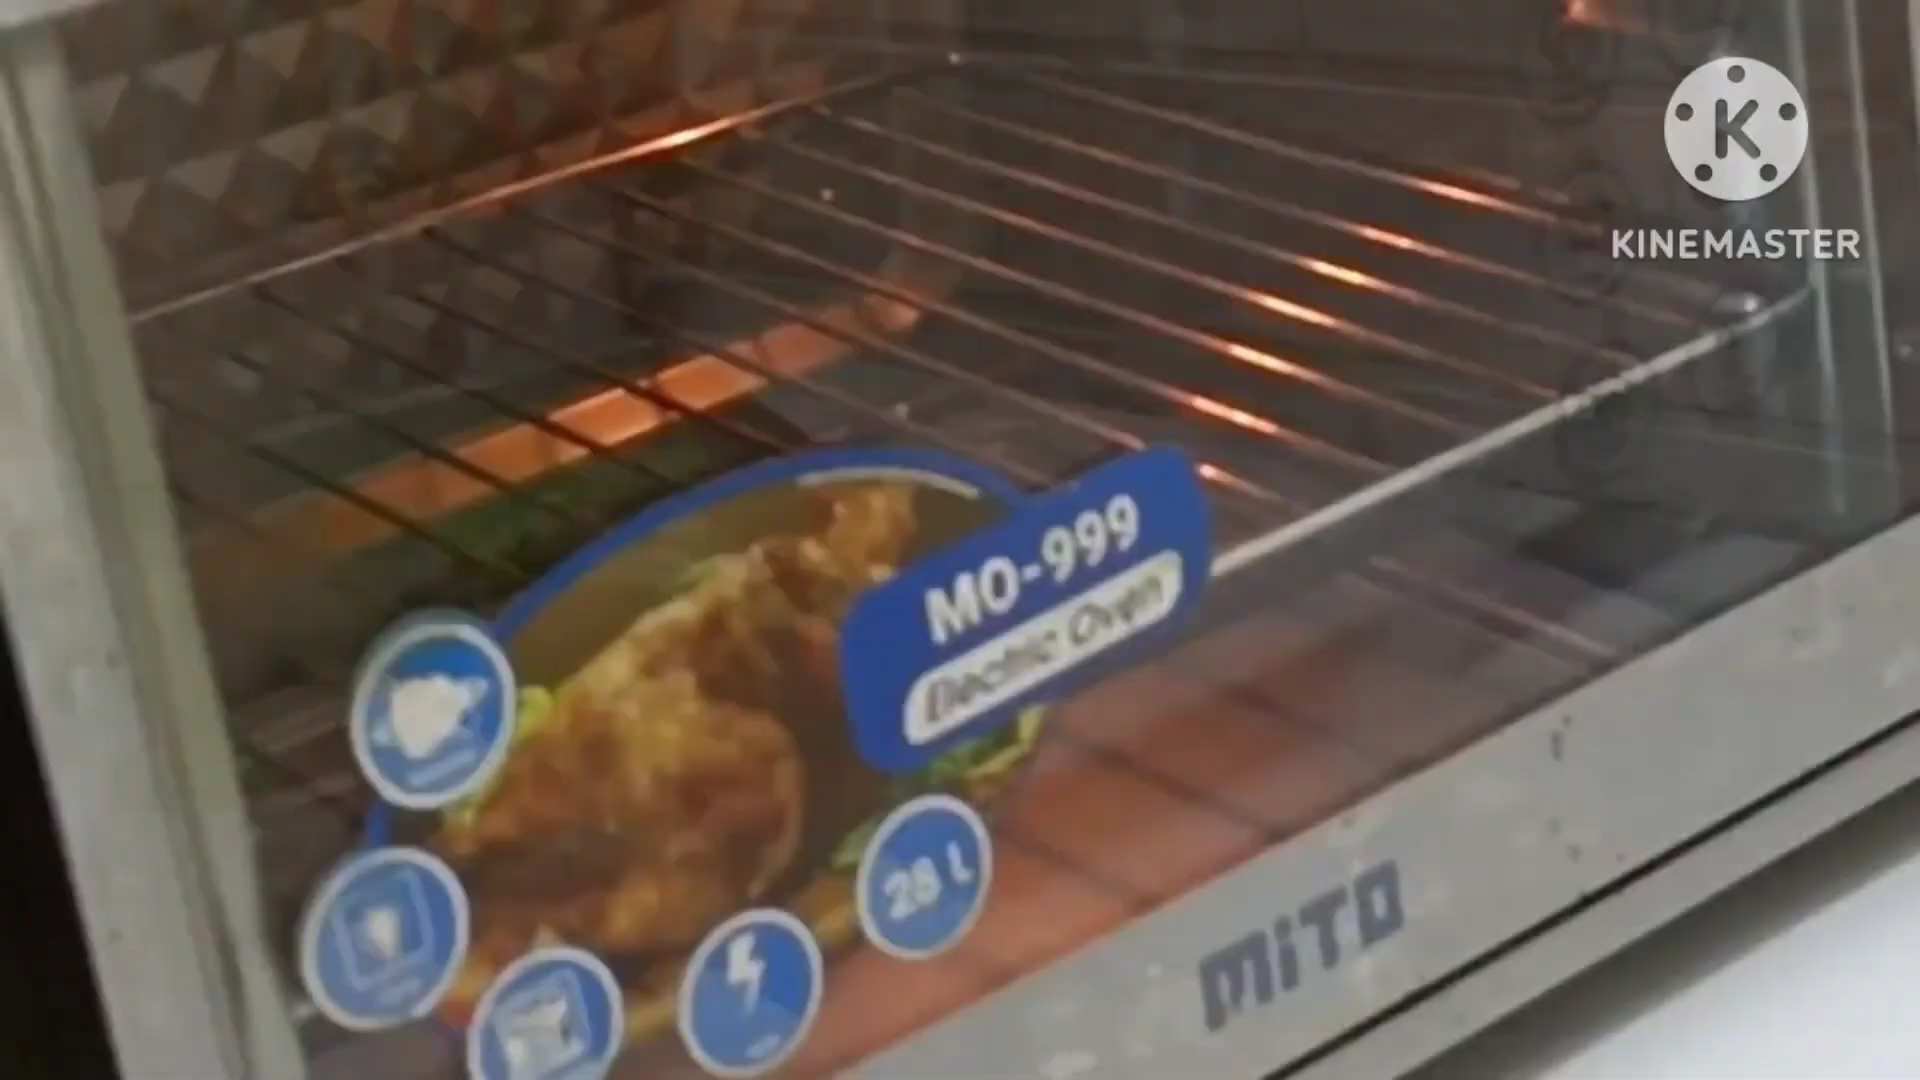 K
KINEMASTER
MO-999
Electric Oven
28 L
MITO